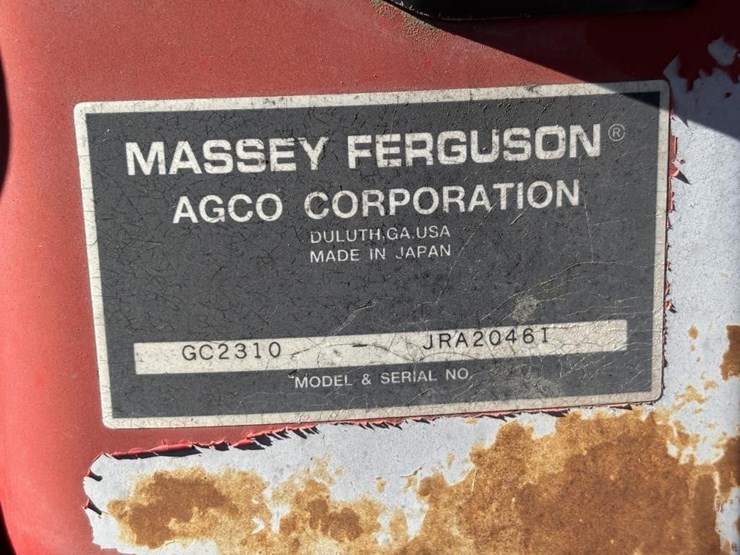 MASSEY FERGUSON®
AGCO CORPORATION
DULUTH,GA.USA
MADE IN JAPAN
GC2310 - JRA20461
MODEL & SERIAL NO.